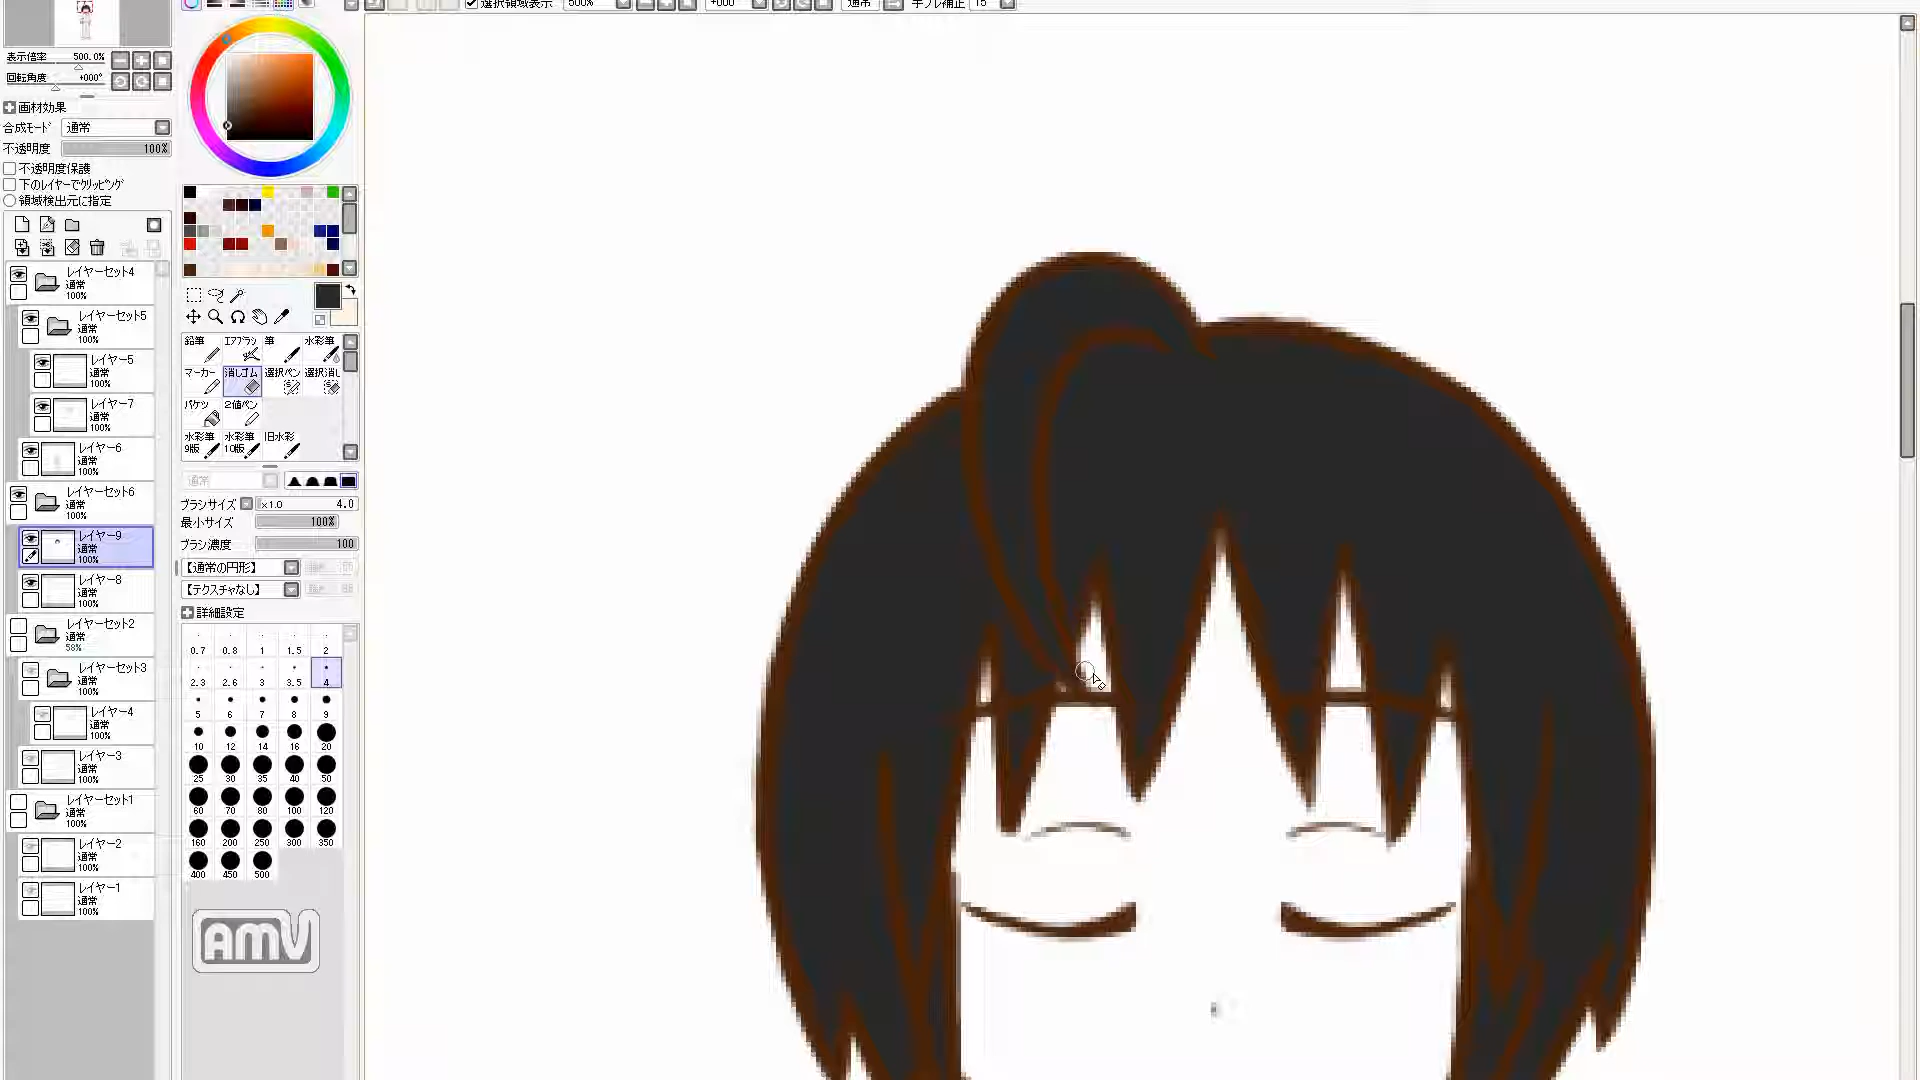 選択領域表示 500% +000 通常 手ブレ補正 15
表示倍率 500.0%
回転角度 +000°
画材効果
合成モード 通常
不透明度 100%
不透明度保護
下のレイヤーでクリッピング
領域検出元に指定
レイヤーセット4
通常
100%
レイヤーセット5
通常
100%
レイヤー5
通常
100%
レイヤー7
通常
100%
レイヤー6
通常
100%
レイヤーセット6
通常
100%
レイヤー9
通常
100%
レイヤー8
通常
100%
レイヤーセット2
通常
58%
レイヤーセット3
通常
100%
レイヤー4
通常
100%
レイヤー3
通常
100%
レイヤーセット1
通常
100%
レイヤー2
通常
100%
レイヤー1
通常
100%
鉛筆 エアブラシ 筆 水彩筆
マーカー 消しゴム 選択ペン 選択消し
バケツ 2値ペン
水彩筆 水彩筆 旧水彩
9版 10版
通常
ブラシサイズ x1.0 4.0
最小サイズ 100%
ブラシ濃度 100
【通常の円形】
【テクスチャなし】
詳細設定
0.7 0.8 1 1.5 2
2.3 2.6 3 3.5 4
5 6 7 8 9
10 12 14 16 20
25 30 35 40 50
60 70 80 100 120
160 200 250 300 350
400 450 500
AMV